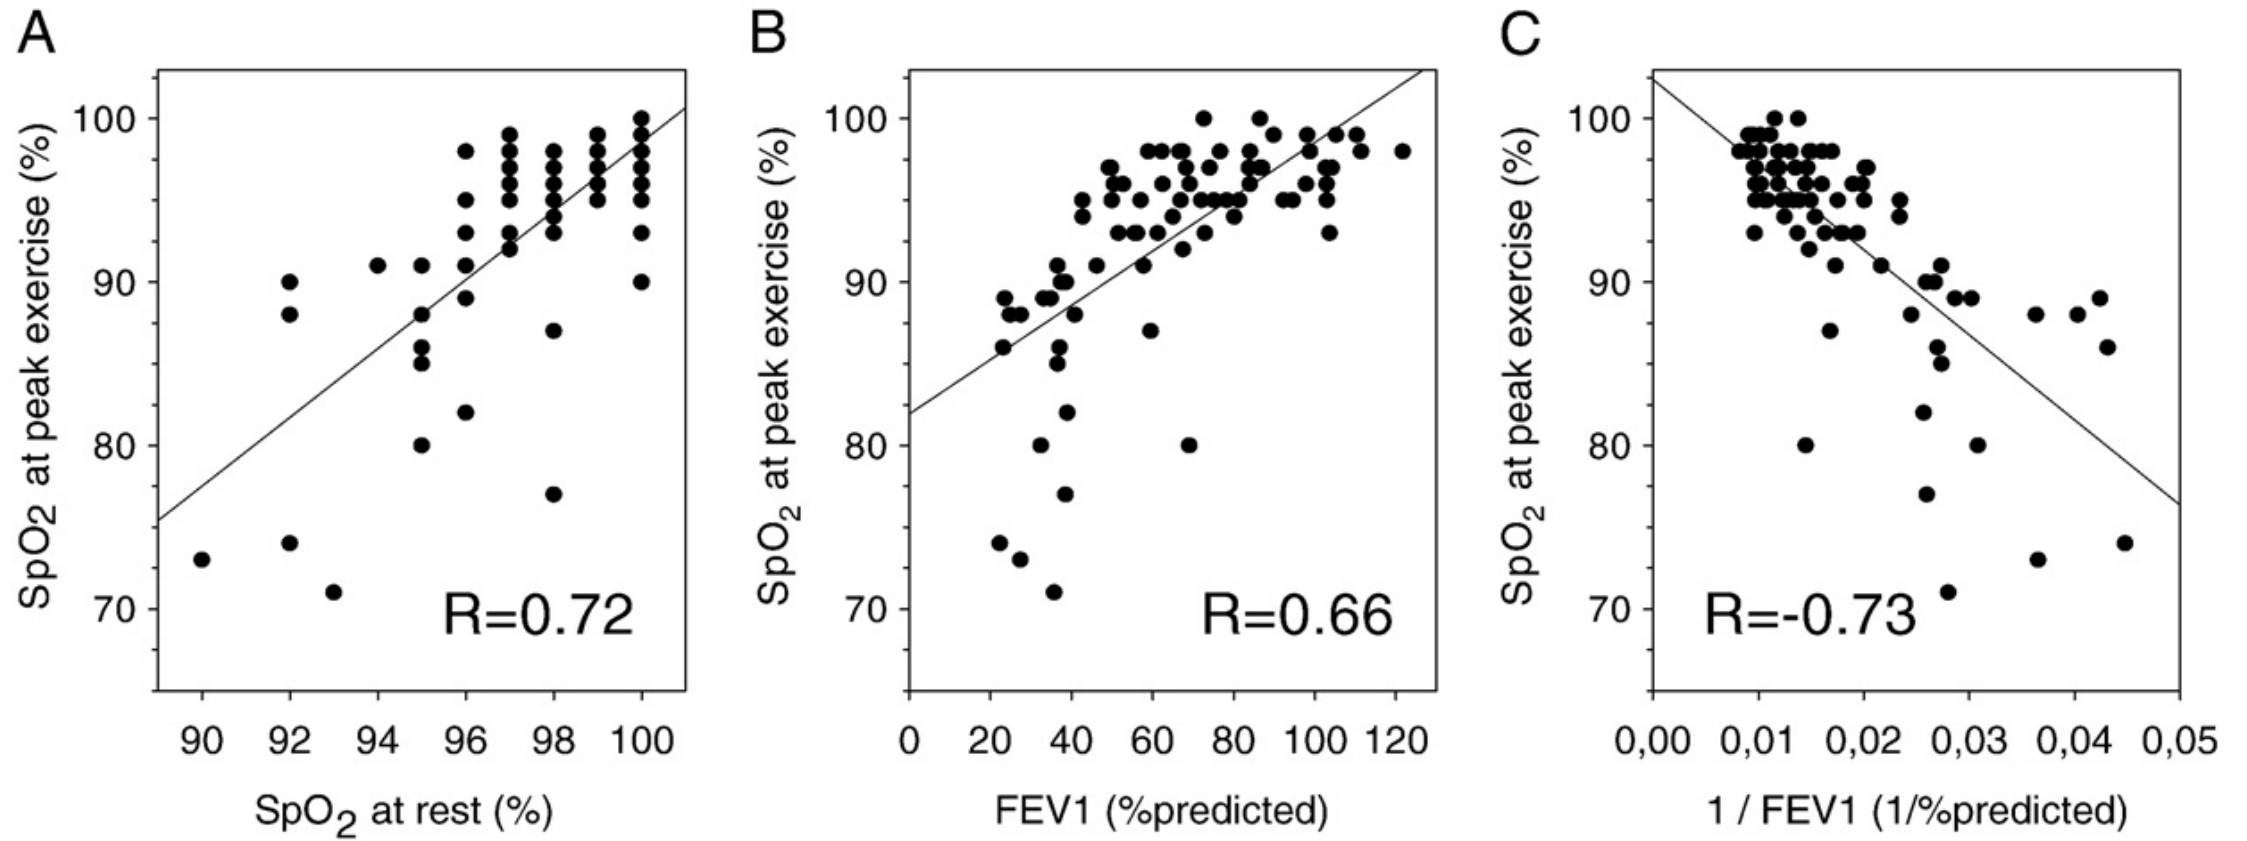 A
B
C
SpO2 at peak exercise (%)
100
90
80
70
R=0.72
90 92 94 96 98 100
SpO2 at rest (%)
SpO2 at peak exercise (%)
100
90
80
70
R=0.66
0 20 40 60 80 100 120
FEV1 (%predicted)
SpO2 at peak exercise (%)
100
90
80
70
R=-0.73
0,00 0,01 0,02 0,03 0,04 0,05
1 / FEV1 (1/%predicted)